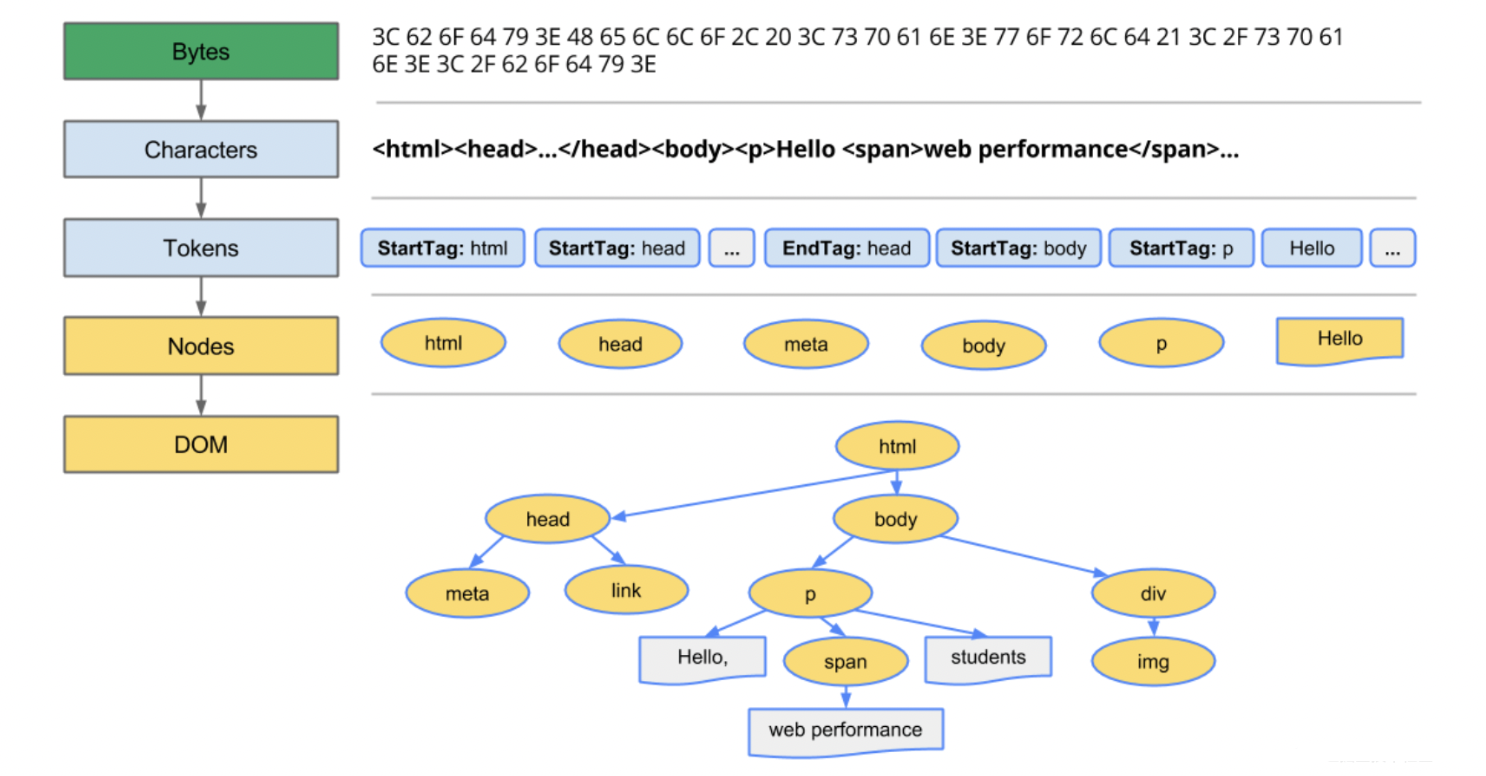 Bytes
3C 62 6F 64 79 3E 48 65 6C 6C 6F 2C 20 3C 73 70 61 6E 3E 77 6F 72 6C 64 21 3C 2F 73 70 61
6E 3E 3C 2F 62 6F 64 79 3E
Characters
<html><head>...</head><body><p>Hello <span>web performance</span>...
Tokens
StartTag: html
StartTag: head
...
EndTag: head
StartTag: body
StartTag: p
Hello
...
Nodes
html
head
meta
body
p
Hello
DOM
html
head
body
meta
link
p
div
Hello,
span
students
img
web performance